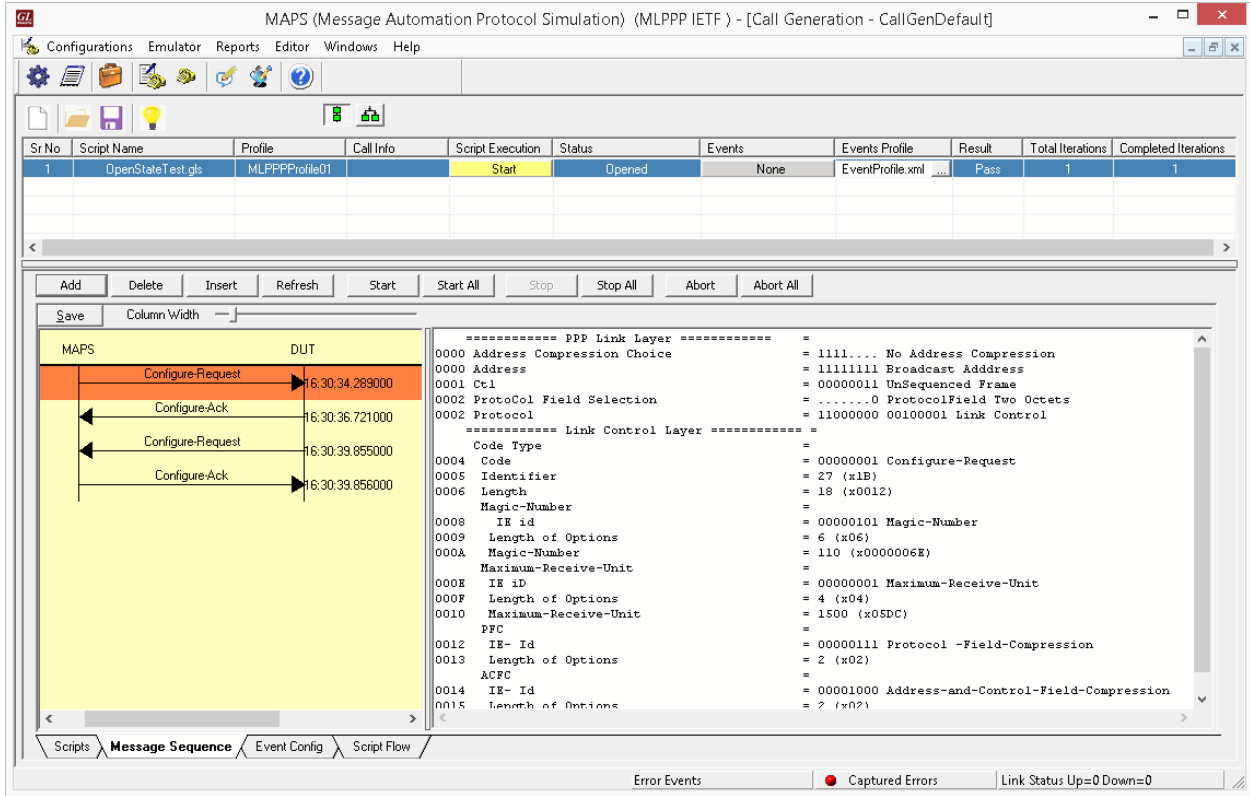 GL
MAPS (Message Automation Protocol Simulation) (MLPPP IETF ) - [Call Generation - CallGenDefault]
Configurations Emulator Reports Editor Windows Help
Sr No Script Name Profile Call Info Script Execution Status Events Events Profile Result Total Iterations Completed Iterations
1 OpenStateTest.gls MLPPPProfile01 Start Opened None EventProfile.xml ... Pass 1 1
Add Delete Insert Refresh Start Start All Stop Stop All Abort Abort All
Save Column Width
MAPS DUT
Configure-Request
16:30:34.289000
Configure-Ack
16:30:36.721000
Configure-Request
16:30:39.855000
Configure-Ack
16:30:39.856000
============ PPP Link Layer ============ =
0000 Address Compression Choice = 1111.... No Address Compression
0000 Address = 11111111 Broadcast Adddress
0001 Ctl = 00000011 UnSequenced Frame
0002 ProtoCol Field Selection = .......0 ProtocolField Two Octets
0002 Protocol = 11000000 00100001 Link Control
============ Link Control Layer ============ =
Code Type =
0004 Code = 00000001 Configure-Request
0005 Identifier = 27 (x1B)
0006 Length = 18 (x0012)
Magic-Number =
0008 IE id = 00000101 Magic-Number
0009 Length of Options = 6 (x06)
000A Magic-Number = 110 (x0000006E)
Maximum-Receive-Unit =
000E IE iD = 00000001 Maximum-Receive-Unit
000F Length of Options = 4 (x04)
0010 Maximum-Receive-Unit = 1500 (x05DC)
PFC =
0012 IE- Id = 00000111 Protocol -Field-Compression
0013 Length of Options = 2 (x02)
ACFC =
0014 IE- Id = 00001000 Address-and-Control-Field-Compression
0015 Length of Options = 2 (x02)
Scripts Message Sequence Event Config Script Flow
Error Events Captured Errors Link Status Up=0 Down=0